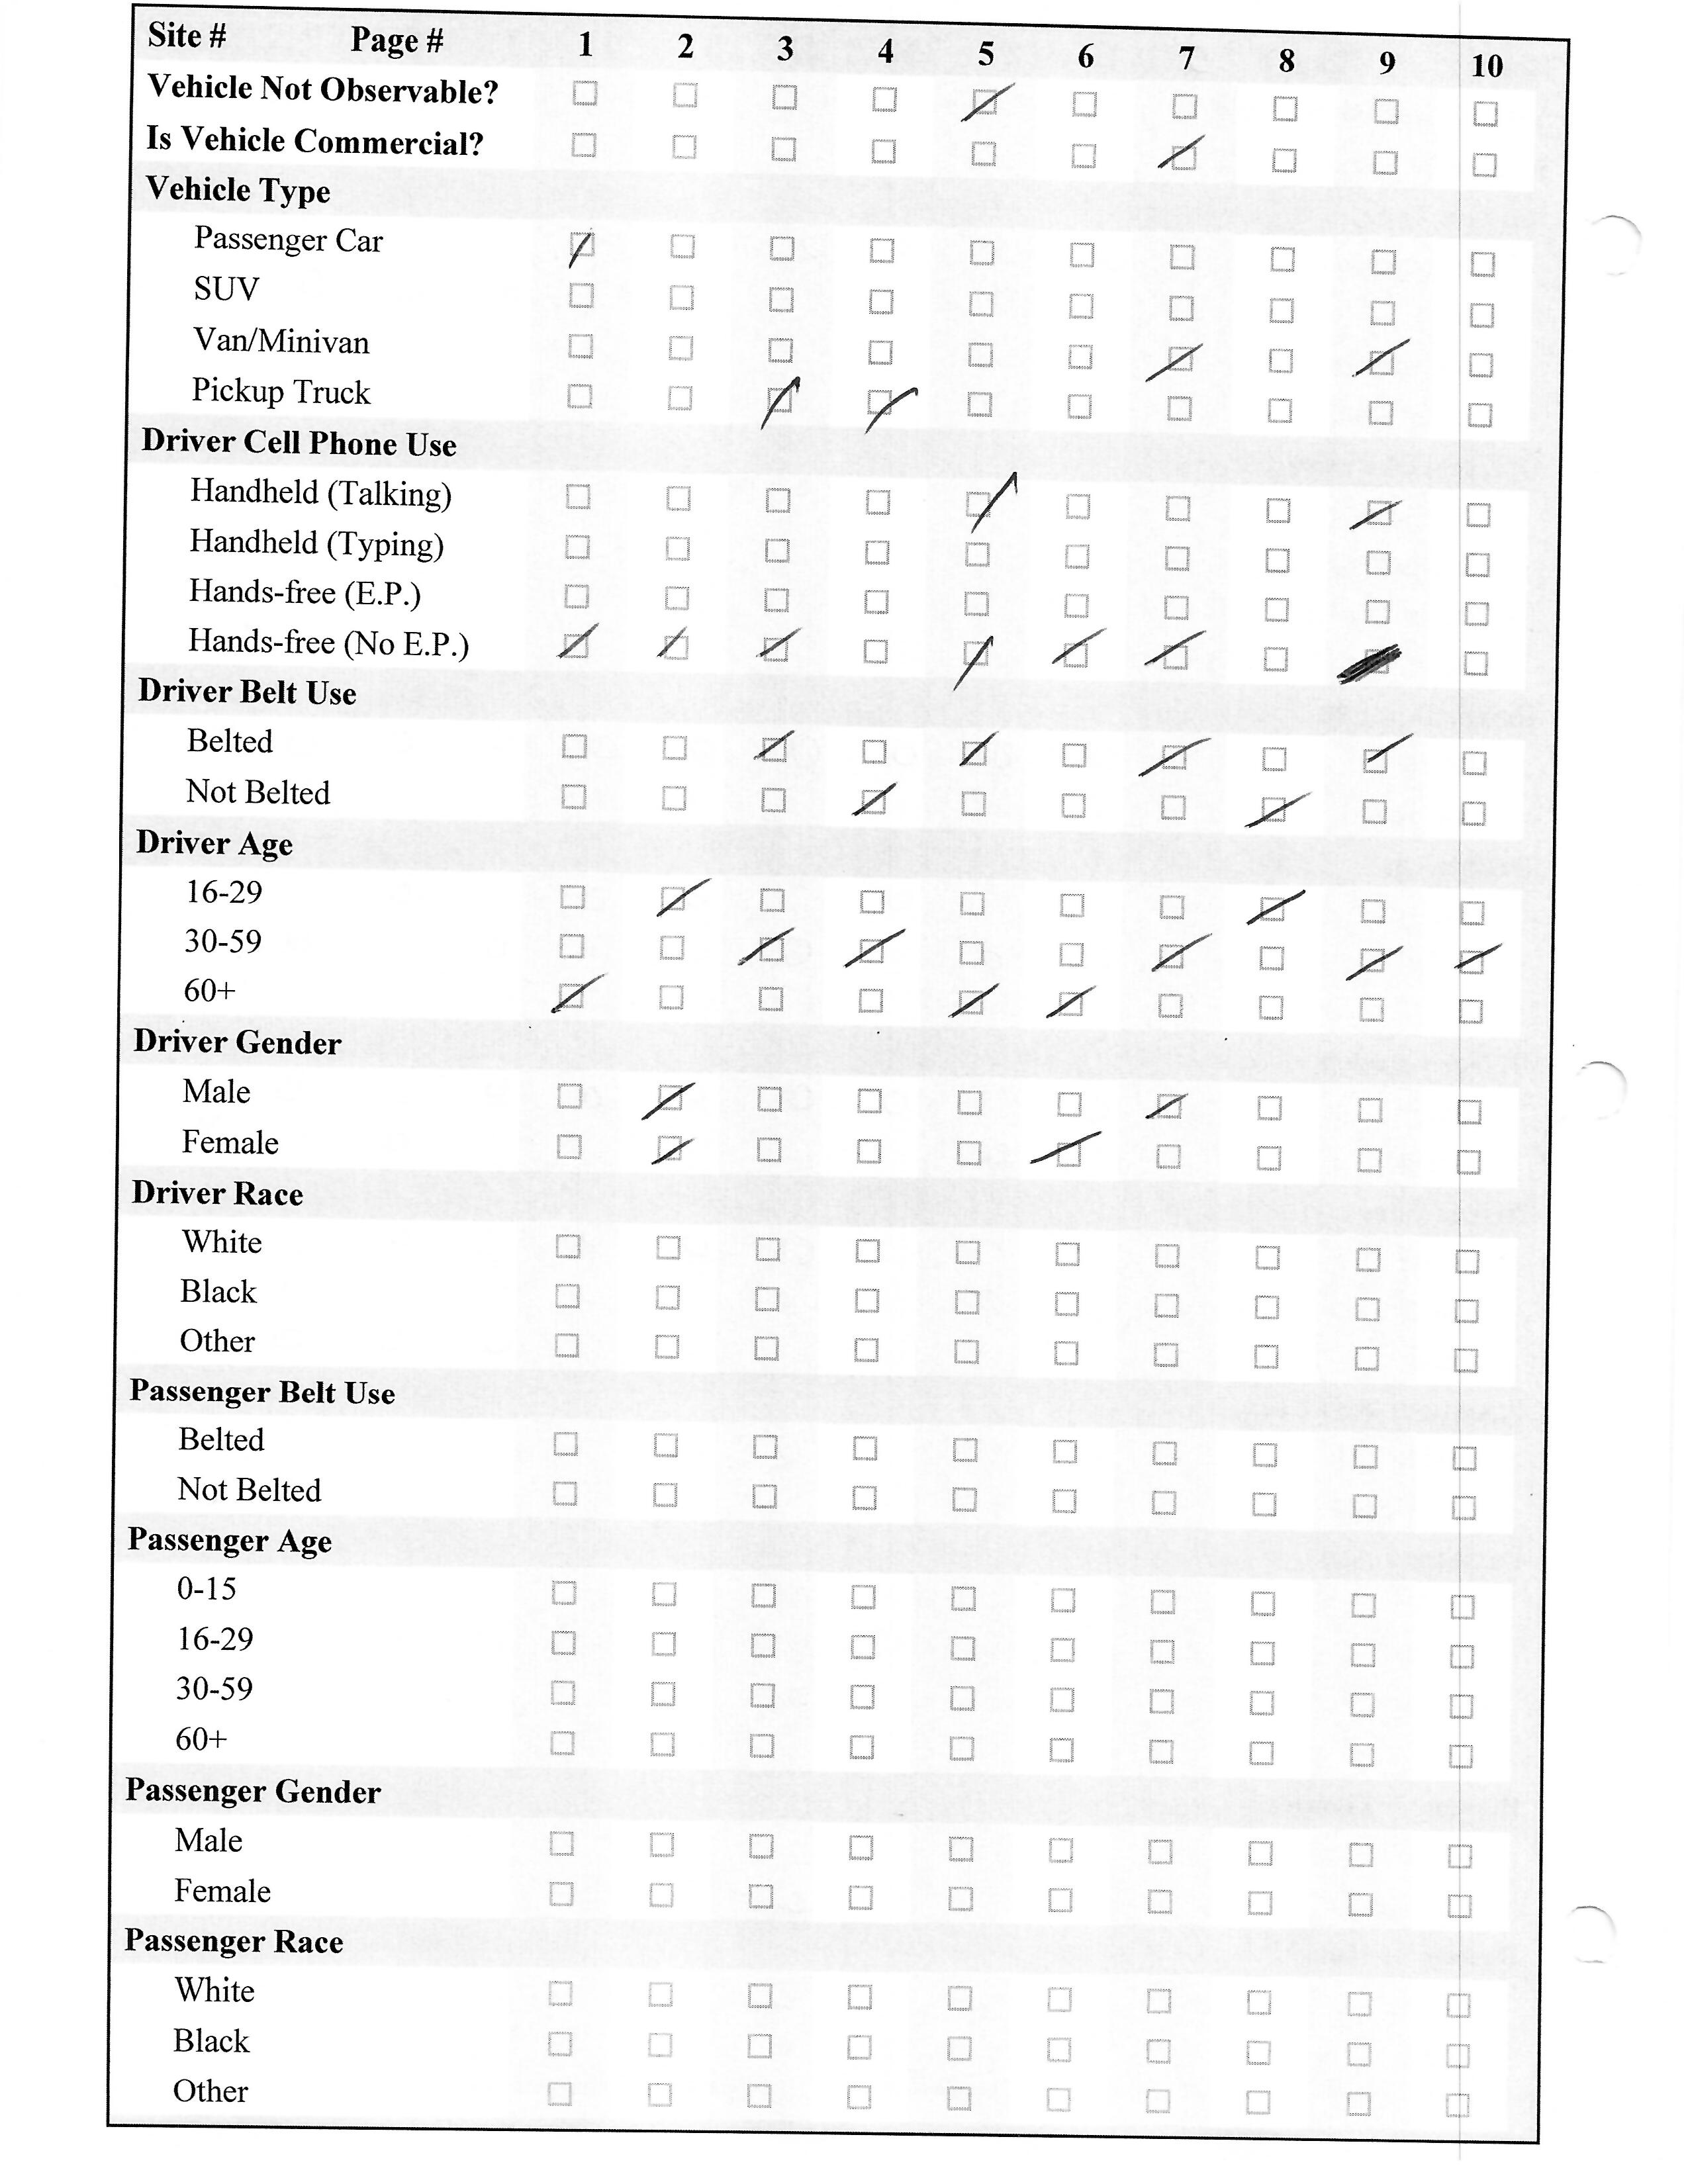 Site # Page # 1 2 3 4 5 6 7 8 9 10
Vehicle Not Observable?
Is Vehicle Commercial?
Vehicle Type
Passenger Car
SUV
Van/Minivan
Pickup Truck
Driver Cell Phone Use
Handheld (Talking)
Handheld (Typing)
Hands-free (E.P.)
Hands-free (No E.P.)
Driver Belt Use
Belted
Not Belted
Driver Age
16-29
30-59
60+
Driver Gender
Male
Female
Driver Race
White
Black
Other
Passenger Belt Use
Belted
Not Belted
Passenger Age
0-15
16-29
30-59
60+
Passenger Gender
Male
Female
Passenger Race
White
Black
Other